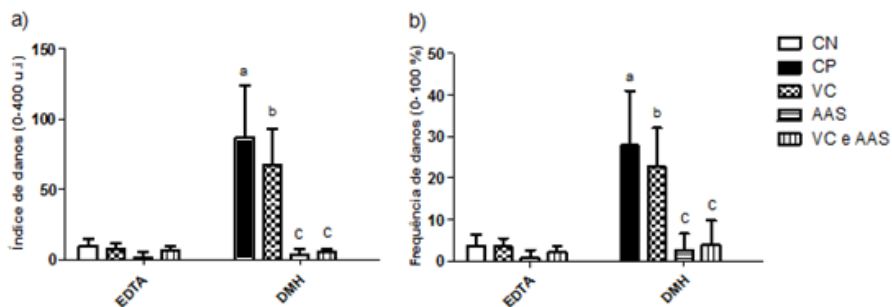 a)
Índice de danos (0-400 u.i)
150
100
50
0
a
b
c
c
EDTA
DMH
b)
Frequência de danos (0-100 %)
50
40
30
20
10
0
a
b
c
c
EDTA
DMH
CN
CP
VC
AAS
VC e AAS